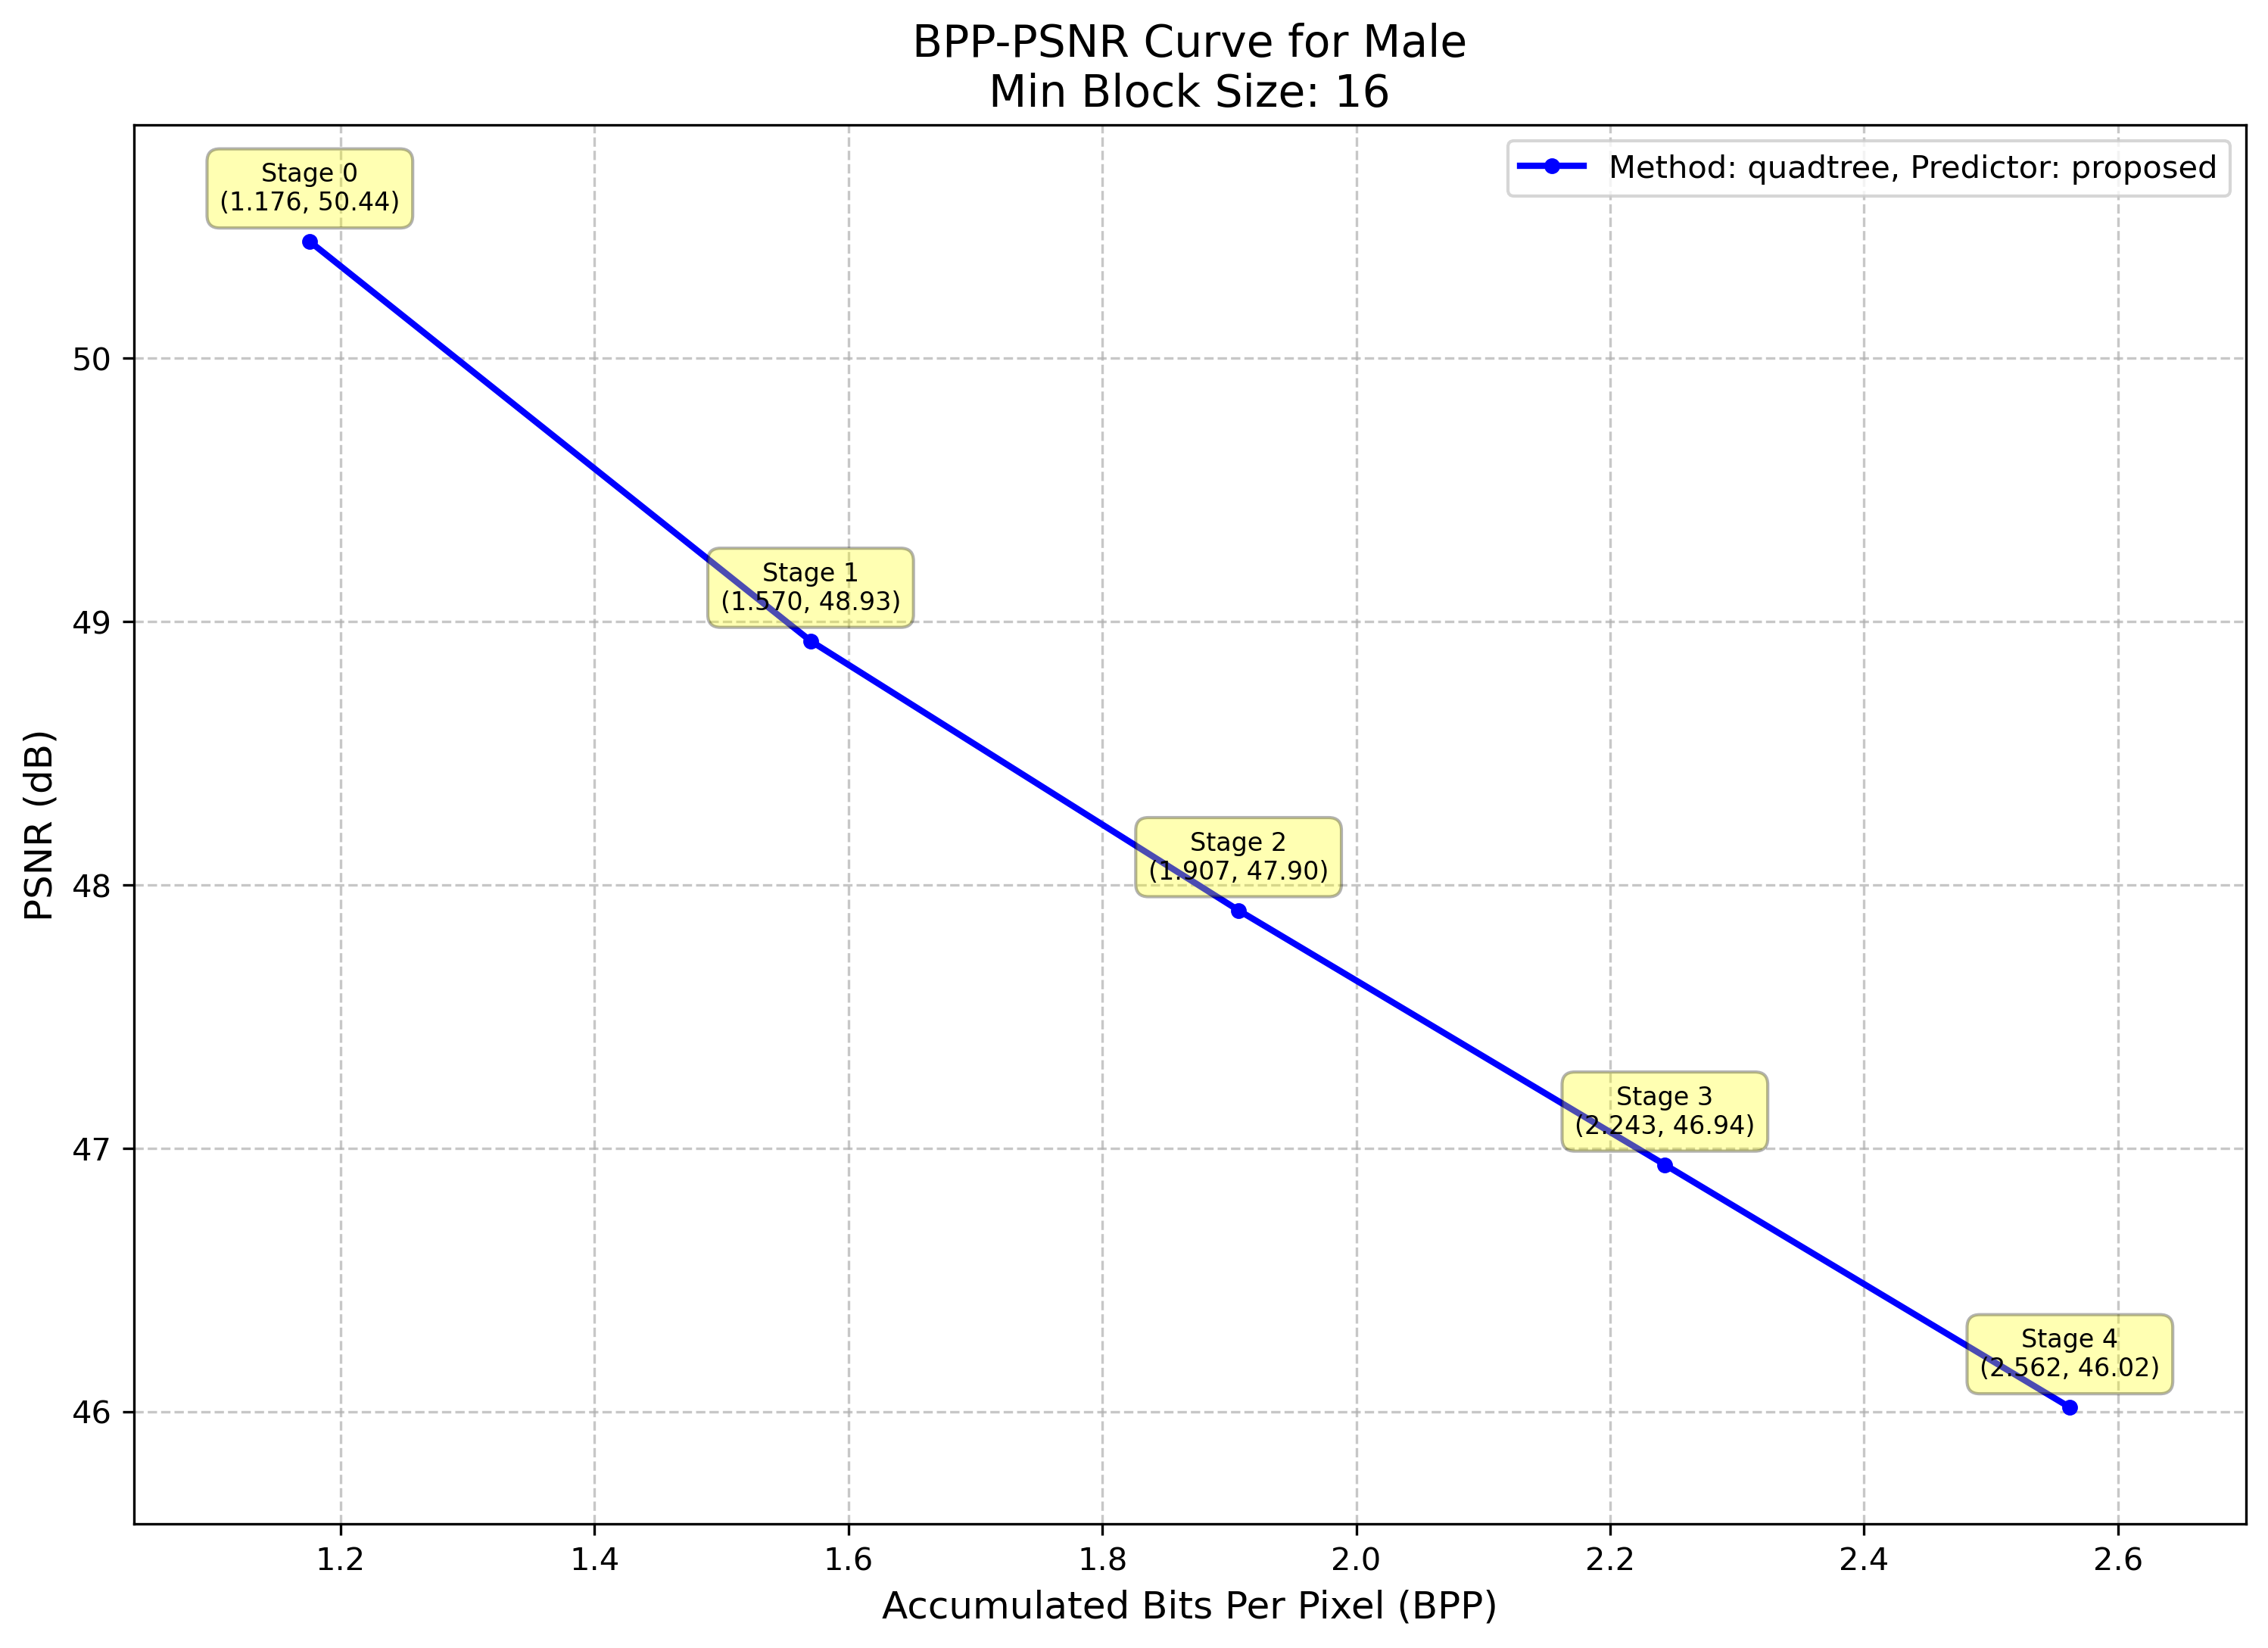 BPP-PSNR Curve for Male
Min Block Size: 16
Method: quadtree, Predictor: proposed
Stage 0
(1.176, 50.44)
Stage 1
(1.570, 48.93)
Stage 2
(1.907, 47.90)
Stage 3
(2.243, 46.94)
Stage 4
(2.562, 46.02)
PSNR (dB)
50
49
48
47
46
1.2 1.4 1.6 1.8 2.0 2.2 2.4 2.6
Accumulated Bits Per Pixel (BPP)